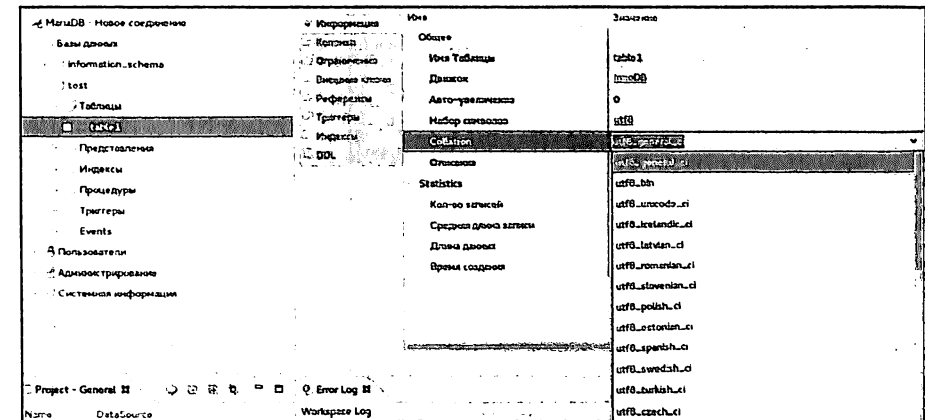 MariaDB - Новое соединение
Базы данных
information_schema
test
Таблицы
table1
Представления
Индексы
Процедуры
Триггеры
Events
Пользователи
Администрирование
Системная информация
Информация
Колонки
Ограничения
Внешние ключи
Референсы
Триггеры
Индексы
DDL
Имя
Значение
Общее
Имя Таблицы
table1
Движок
InnoDB
Авто-увеличение
0
Набор символов
utf8
Collation
utf8_general_ci
Описание
Statistics
Кол-во записей
Средняя длина записи
Длина данных
Время создания
utf8_general_ci
utf8_bin
utf8_unicode_ci
utf8_icelandic_ci
utf8_latvian_ci
utf8_romanian_ci
utf8_slovenian_ci
utf8_polish_ci
utf8_estonian_ci
utf8_spanish_ci
utf8_swedish_ci
utf8_turkish_ci
utf8_czech_ci
Project - General
Error Log
Name
DataSource
Workspace Log